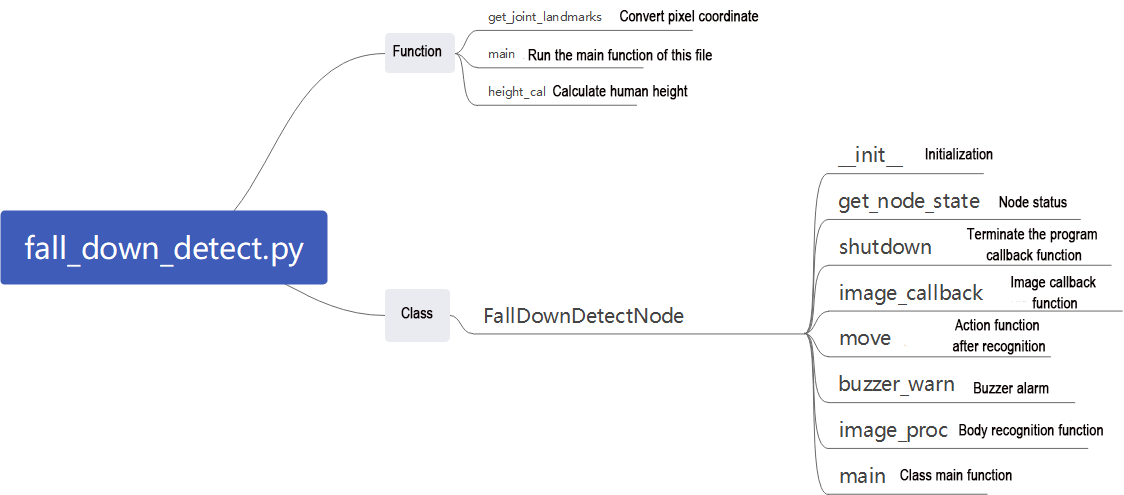 get_joint_landmarks Convert pixel coordinate
Function
main Run the main function of this file
height_cal Calculate human height
fall_down_detect.py
Class
FallDownDetectNode
__init__ Initialization
get_node_state Node status
shutdown Terminate the program
callback function
image_callback Image callback
function
move Action function
after recognition
buzzer_warn Buzzer alarm
image_proc Body recognition function
main Class main function